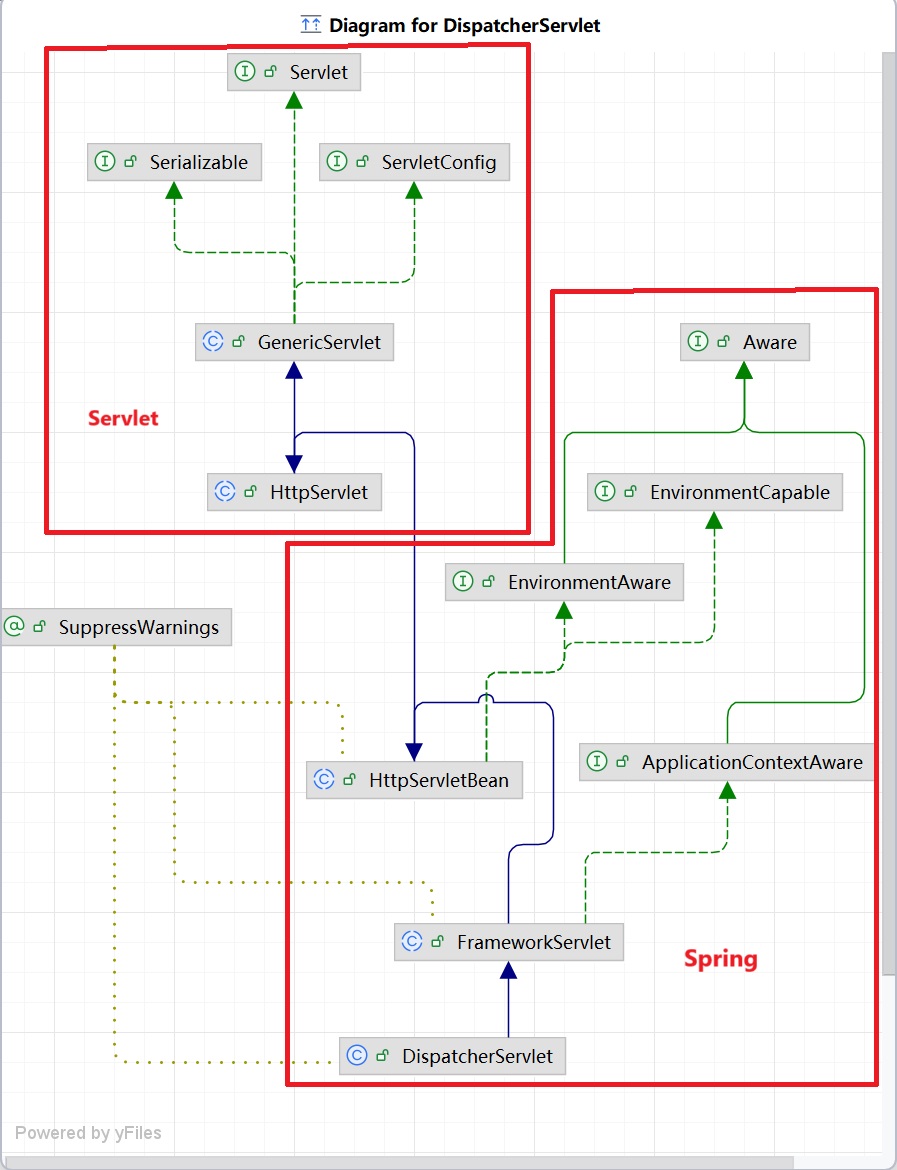 Diagram for DispatcherServlet
I Servlet
I Serializable
I ServletConfig
C GenericServlet
Servlet
C HttpServlet
I Aware
I EnvironmentCapable
I EnvironmentAware
@ SuppressWarnings
I ApplicationContextAware
C HttpServletBean
C FrameworkServlet
Spring
C DispatcherServlet
Powered by yFiles